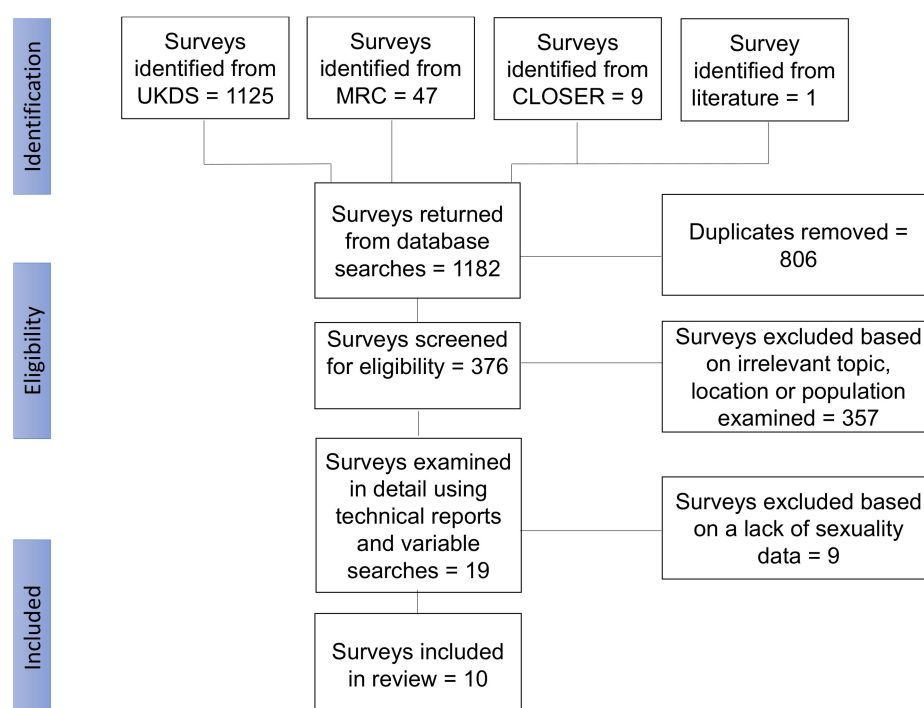 Identification
Surveys
identified from
UKDS = 1125
Surveys
identified from
MRC = 47
Surveys
identified from
CLOSER = 9
Survey
identified from
literature = 1
Surveys returned
from database
searches = 1182
Duplicates removed =
806
Eligibility
Surveys screened
for eligibility = 376
Surveys excluded based
on irrelevant topic,
location or population
examined = 357
Surveys examined
in detail using
technical reports
and variable
searches = 19
Surveys excluded based
on a lack of sexuality
data = 9
Included
Surveys included
in review = 10